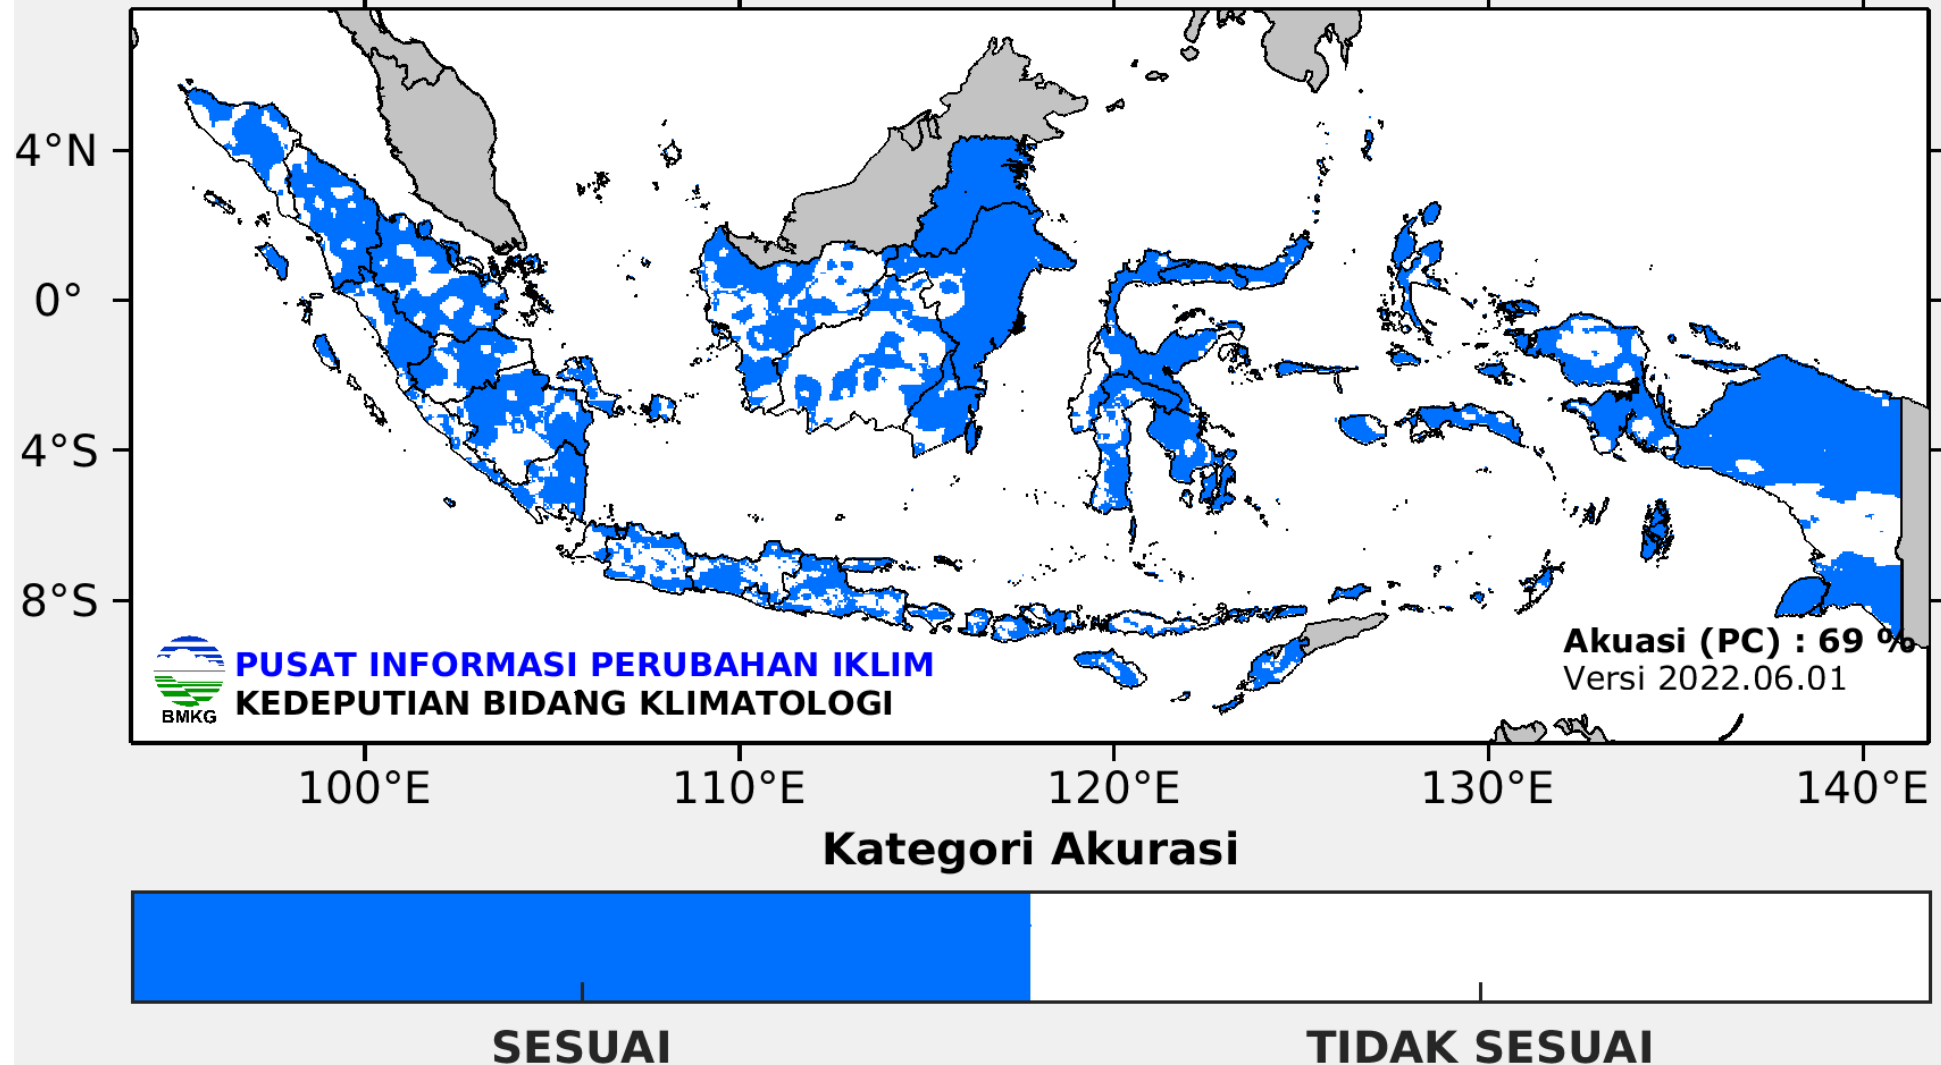 4°N
0°
4°S
8°S
Akuasi (PC) : 69 %
Versi 2022.06.01
PUSAT INFORMASI PERUBAHAN IKLIM
KEDEPUTIAN BIDANG KLIMATOLOGI
BMKG
100°E 110°E 120°E 130°E 140°E
Kategori Akurasi
SESUAI TIDAK SESUAI